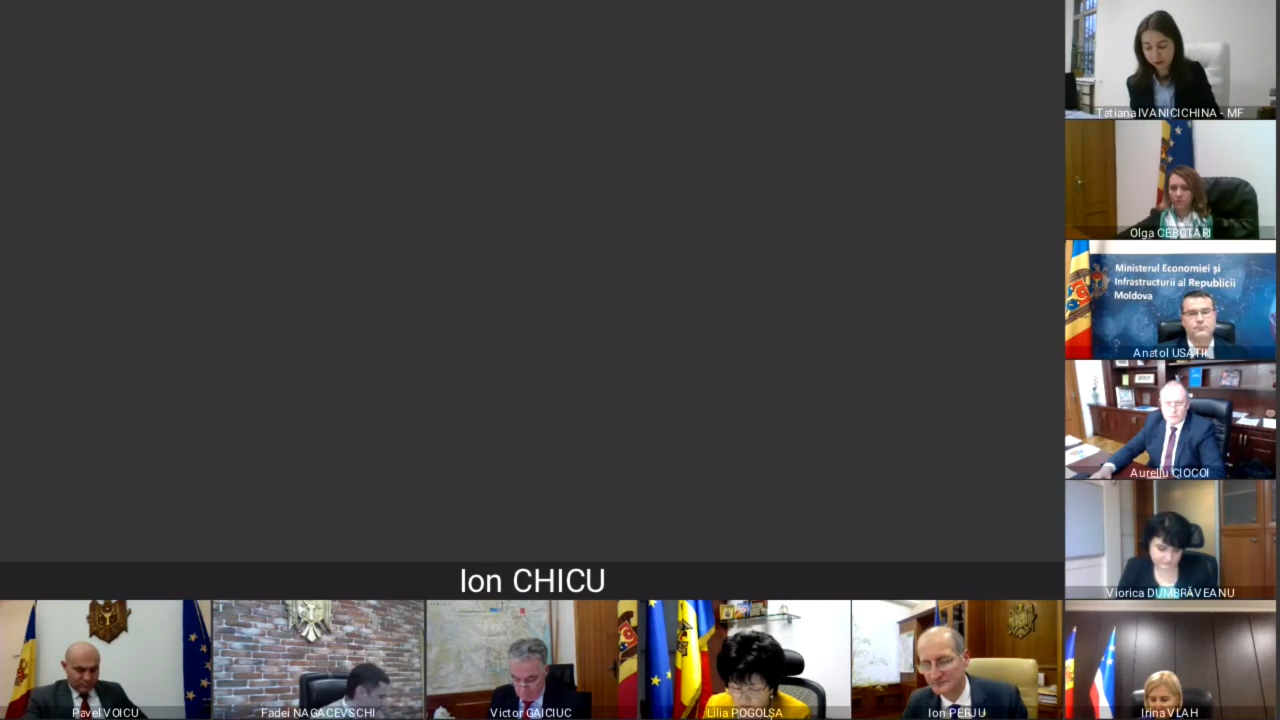 Tatiana IVANICICHINA - MF
Olga CEBOTARI
Ministerul Economiei și
Infrastructurii al Republicii
Moldova
Anatol USATÎI
Aureliu CIOCOI
Viorica DUMBRĂVEANU
Ion CHICU
Pavel VOICU
Fadei NAGACEVSCHI
Victor GAICIUC
Lilia POGOLȘA
Ion PERJU
Irina VLAH